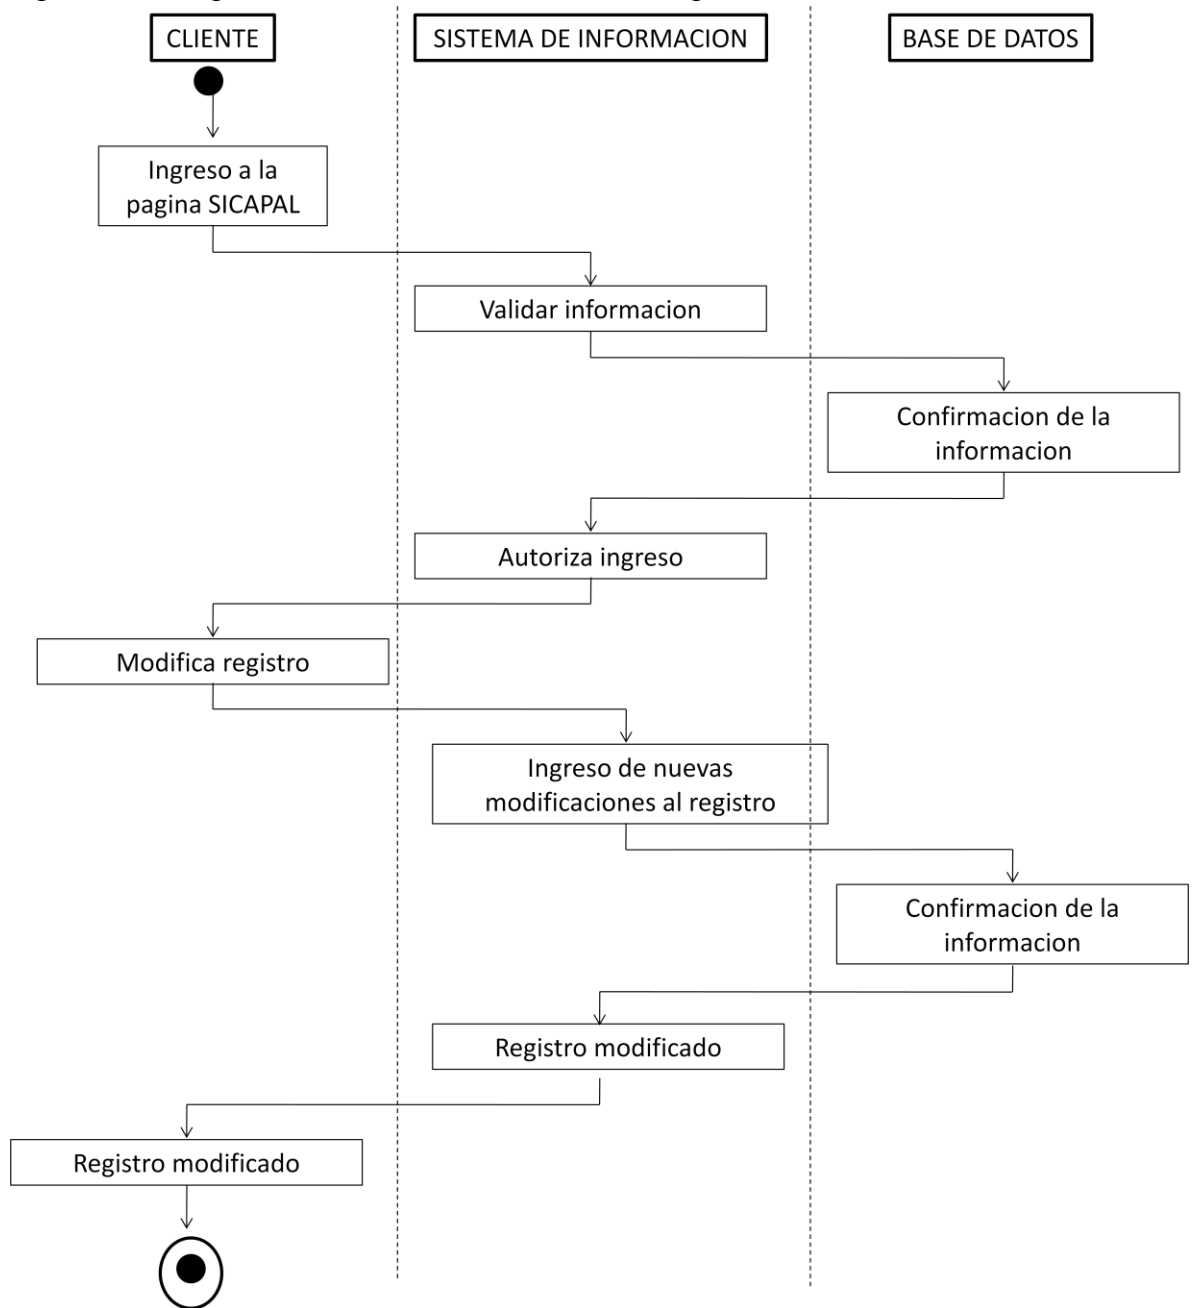 CLIENTE
SISTEMA DE INFORMACION
BASE DE DATOS
Ingreso a la
pagina SICAPAL
Validar informacion
Confirmacion de la
informacion
Autoriza ingreso
Modifica registro
Ingreso de nuevas
modificaciones al registro
Confirmacion de la
informacion
Registro modificado
Registro modificado